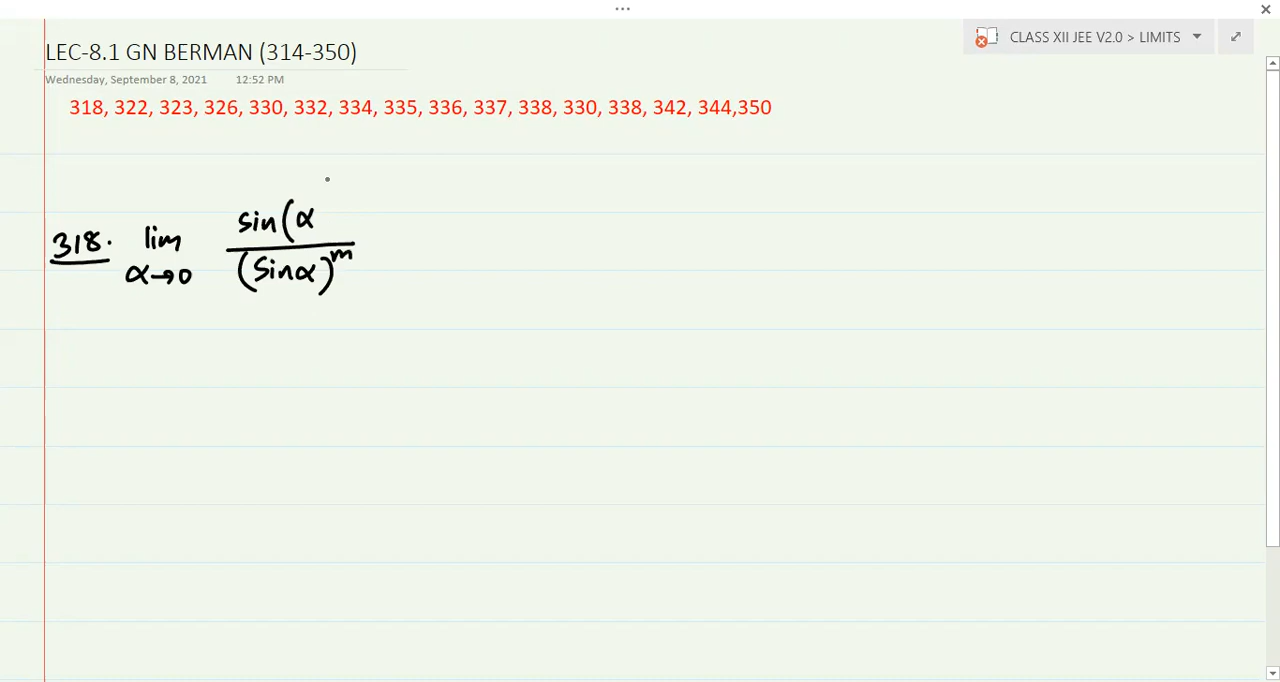 LEC-8.1 GN BERMAN (314-350)
CLASS XII JEE V2.0 > LIMITS
Wednesday, September 8, 2021 12:52 PM
318, 322, 323, 326, 330, 332, 334, 335, 336, 337, 338, 330, 338, 342, 344,350
318. lim α→0 sin(α / (sinα)^m